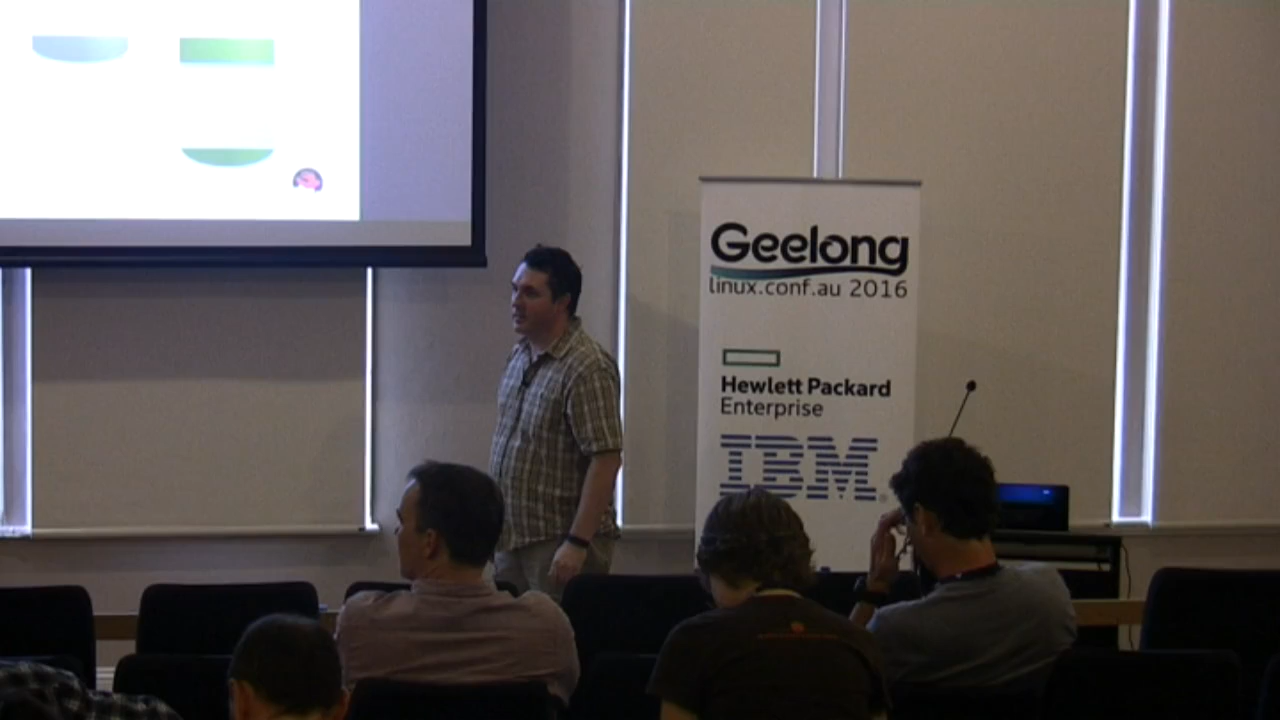 Geelong
linux.conf.au 2016
Hewlett Packard
Enterprise
IBM